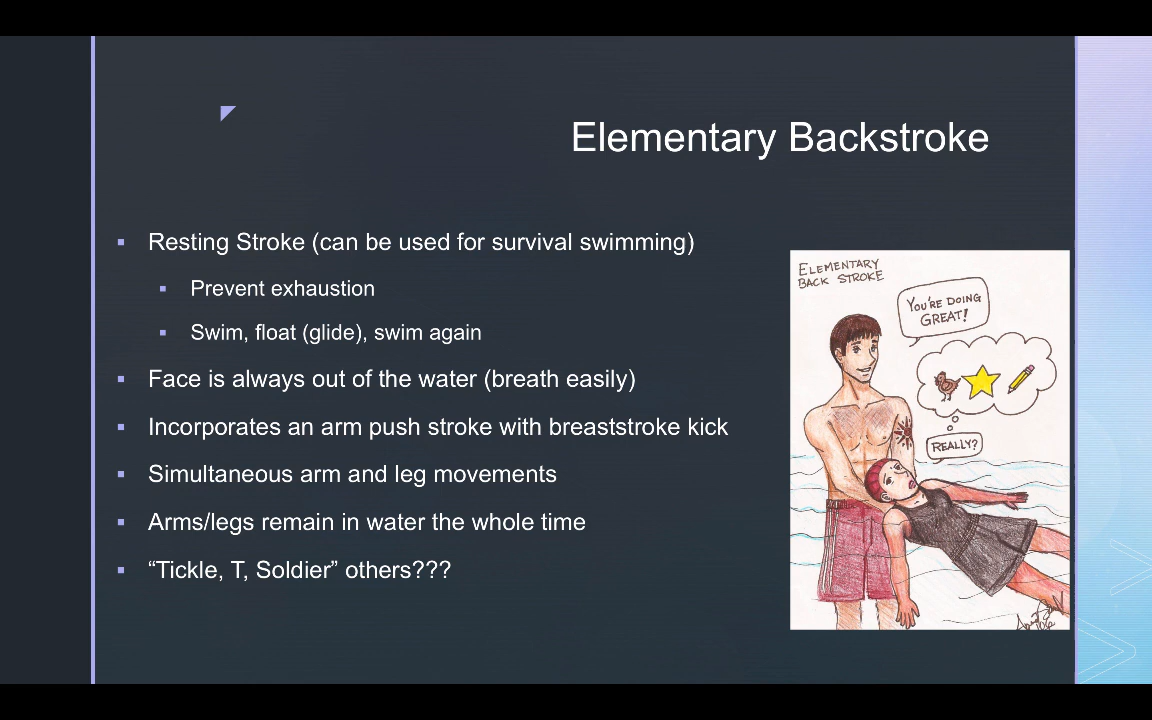 Elementary Backstroke
Resting Stroke (can be used for survival swimming)
Prevent exhaustion
Swim, float (glide), swim again
Face is always out of the water (breath easily)
Incorporates an arm push stroke with breaststroke kick
Simultaneous arm and leg movements
Arms/legs remain in water the whole time
“Tickle, T, Soldier” others???
ELEMENTARY
BACK STROKE
YOU'RE DOING
GREAT!
REALLY?